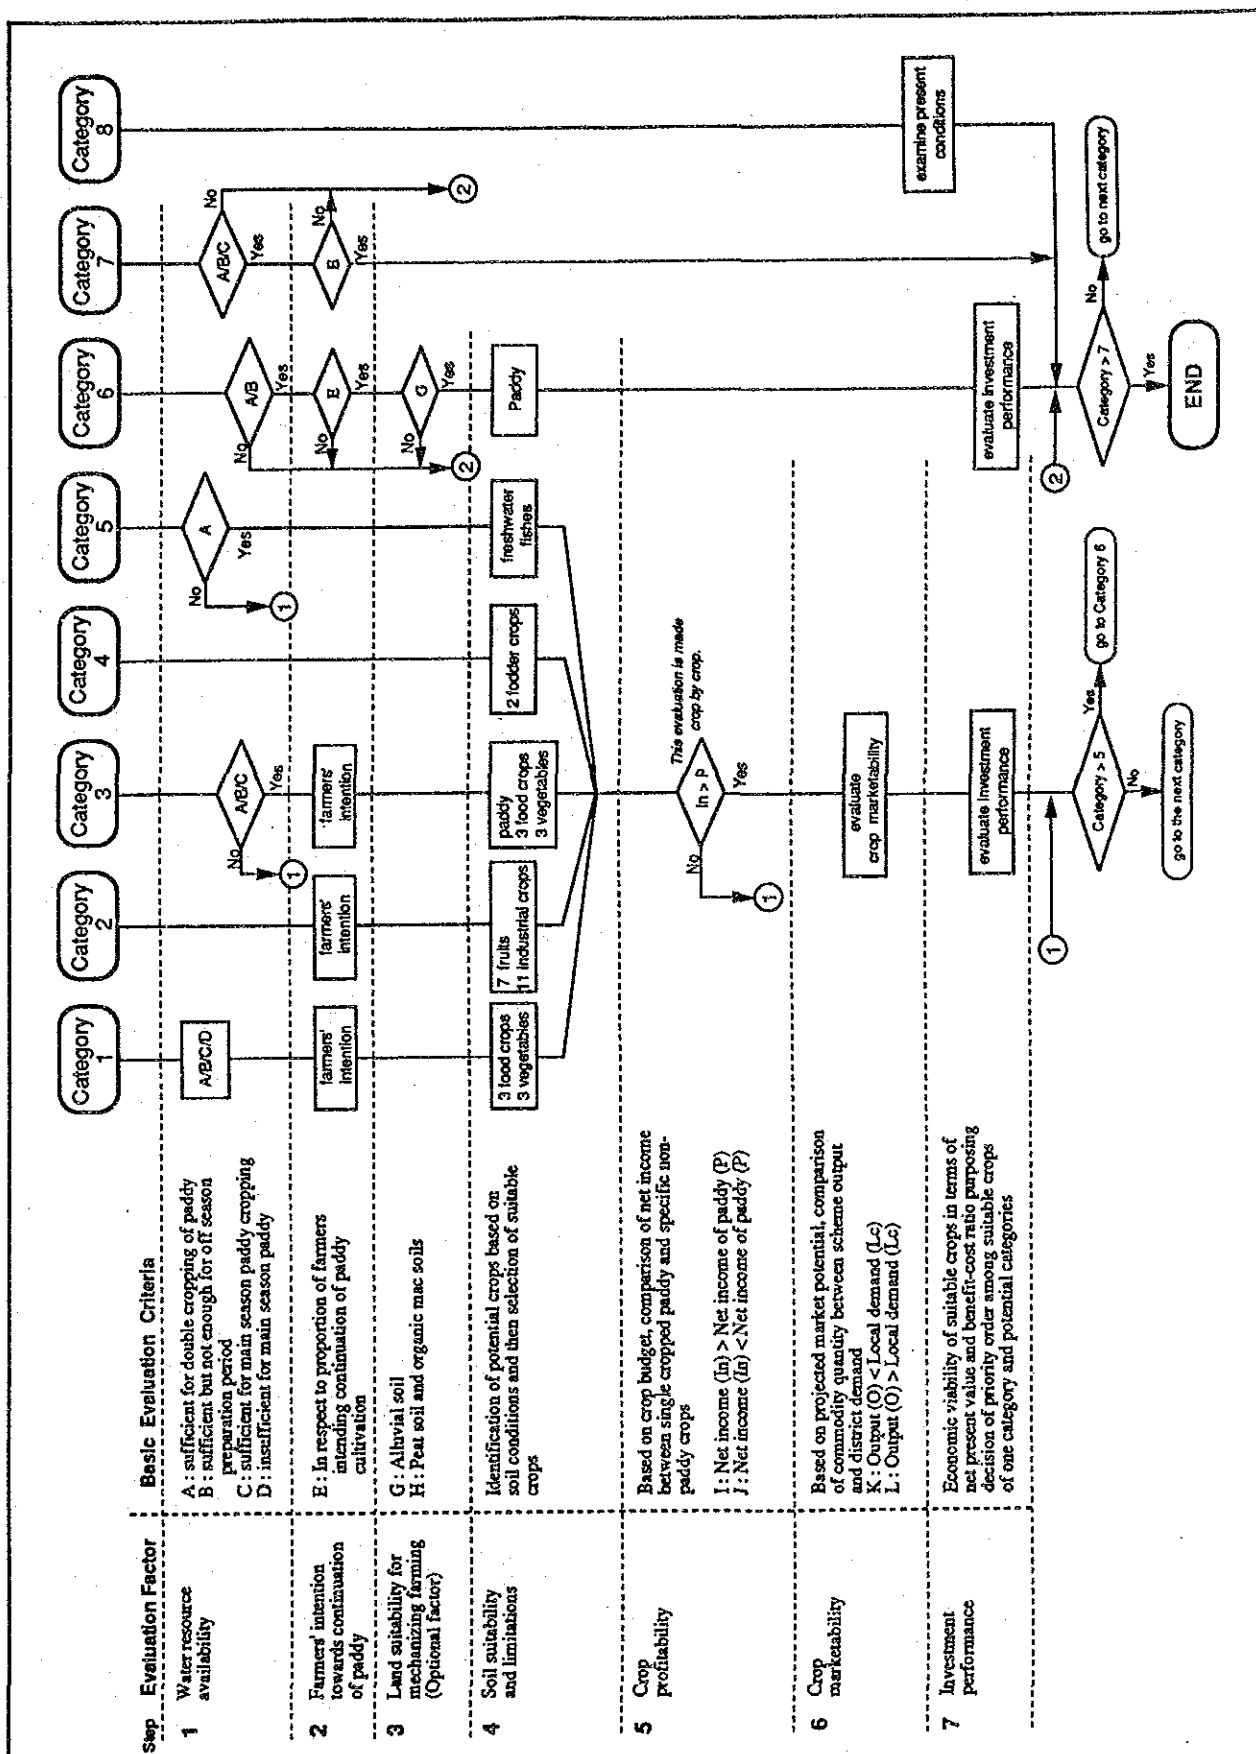 Step Evaluation Factor Basic Evaluation Criteria
Category 1
Category 2
Category 3
Category 4
Category 5
Category 6
Category 7
Category 8
1 Water resource
availability
A : sufficient for double cropping of paddy
B : sufficient but not enough for off season
preparation period
C : sufficient for main season paddy cropping
D : insufficient for main season paddy
A/B/C/D
A/B/C
No
Yes
1
A
No
Yes
1
A/B
No
Yes
A/B/C
No
Yes
2 Farmers' intention
towards continuation
of paddy
E : In respect to proportion of farmers
intending continuation of paddy
cultivation
farmers'
intention
farmers'
intention
farmers'
intention
E
No
Yes
E
No
Yes
3 Land suitability for
mechanizing farming
(Optional factor)
G : Alluvial soil
H : Peat soil and organic mac soils
G
No
Yes
2
2
4 Soil suitability
and limitations
Identification of potential crops based on
soil conditions and then selection of suitable
crops
3 food crops
3 vegetables
7 fruits
11 industrial crops
paddy
3 food crops
3 vegetables
2 fodder crops
freshwater
fishes
Paddy
5 Crop
profitability
Based on crop budget, comparison of net income
between single cropped paddy and specific non-
paddy crops
I : Net income (In) > Net income of paddy (P)
J : Net income (In) < Net income of paddy (P)
In > P
This evaluation is made
crop by crop.
No
Yes
1
6 Crop
marketability
Based on projected market potential, comparison
of commodity quantity between scheme output
and district demand
K : Output (O) < Local demand (Lc)
L : Output (O) > Local demand (Lc)
evaluate
crop marketability
examine present
conditions
7 Investment
performance
Economic viability of suitable crops in terms of
net present value and benefit-cost ratio purposing
decision of priority order among suitable crops
of one category and potential categories
evaluate investment
performance
evaluate investment
performance
1
Category > 5
Yes
go to Category 6
No
go to the next category
2
Category > 7
No
go to next category
Yes
END